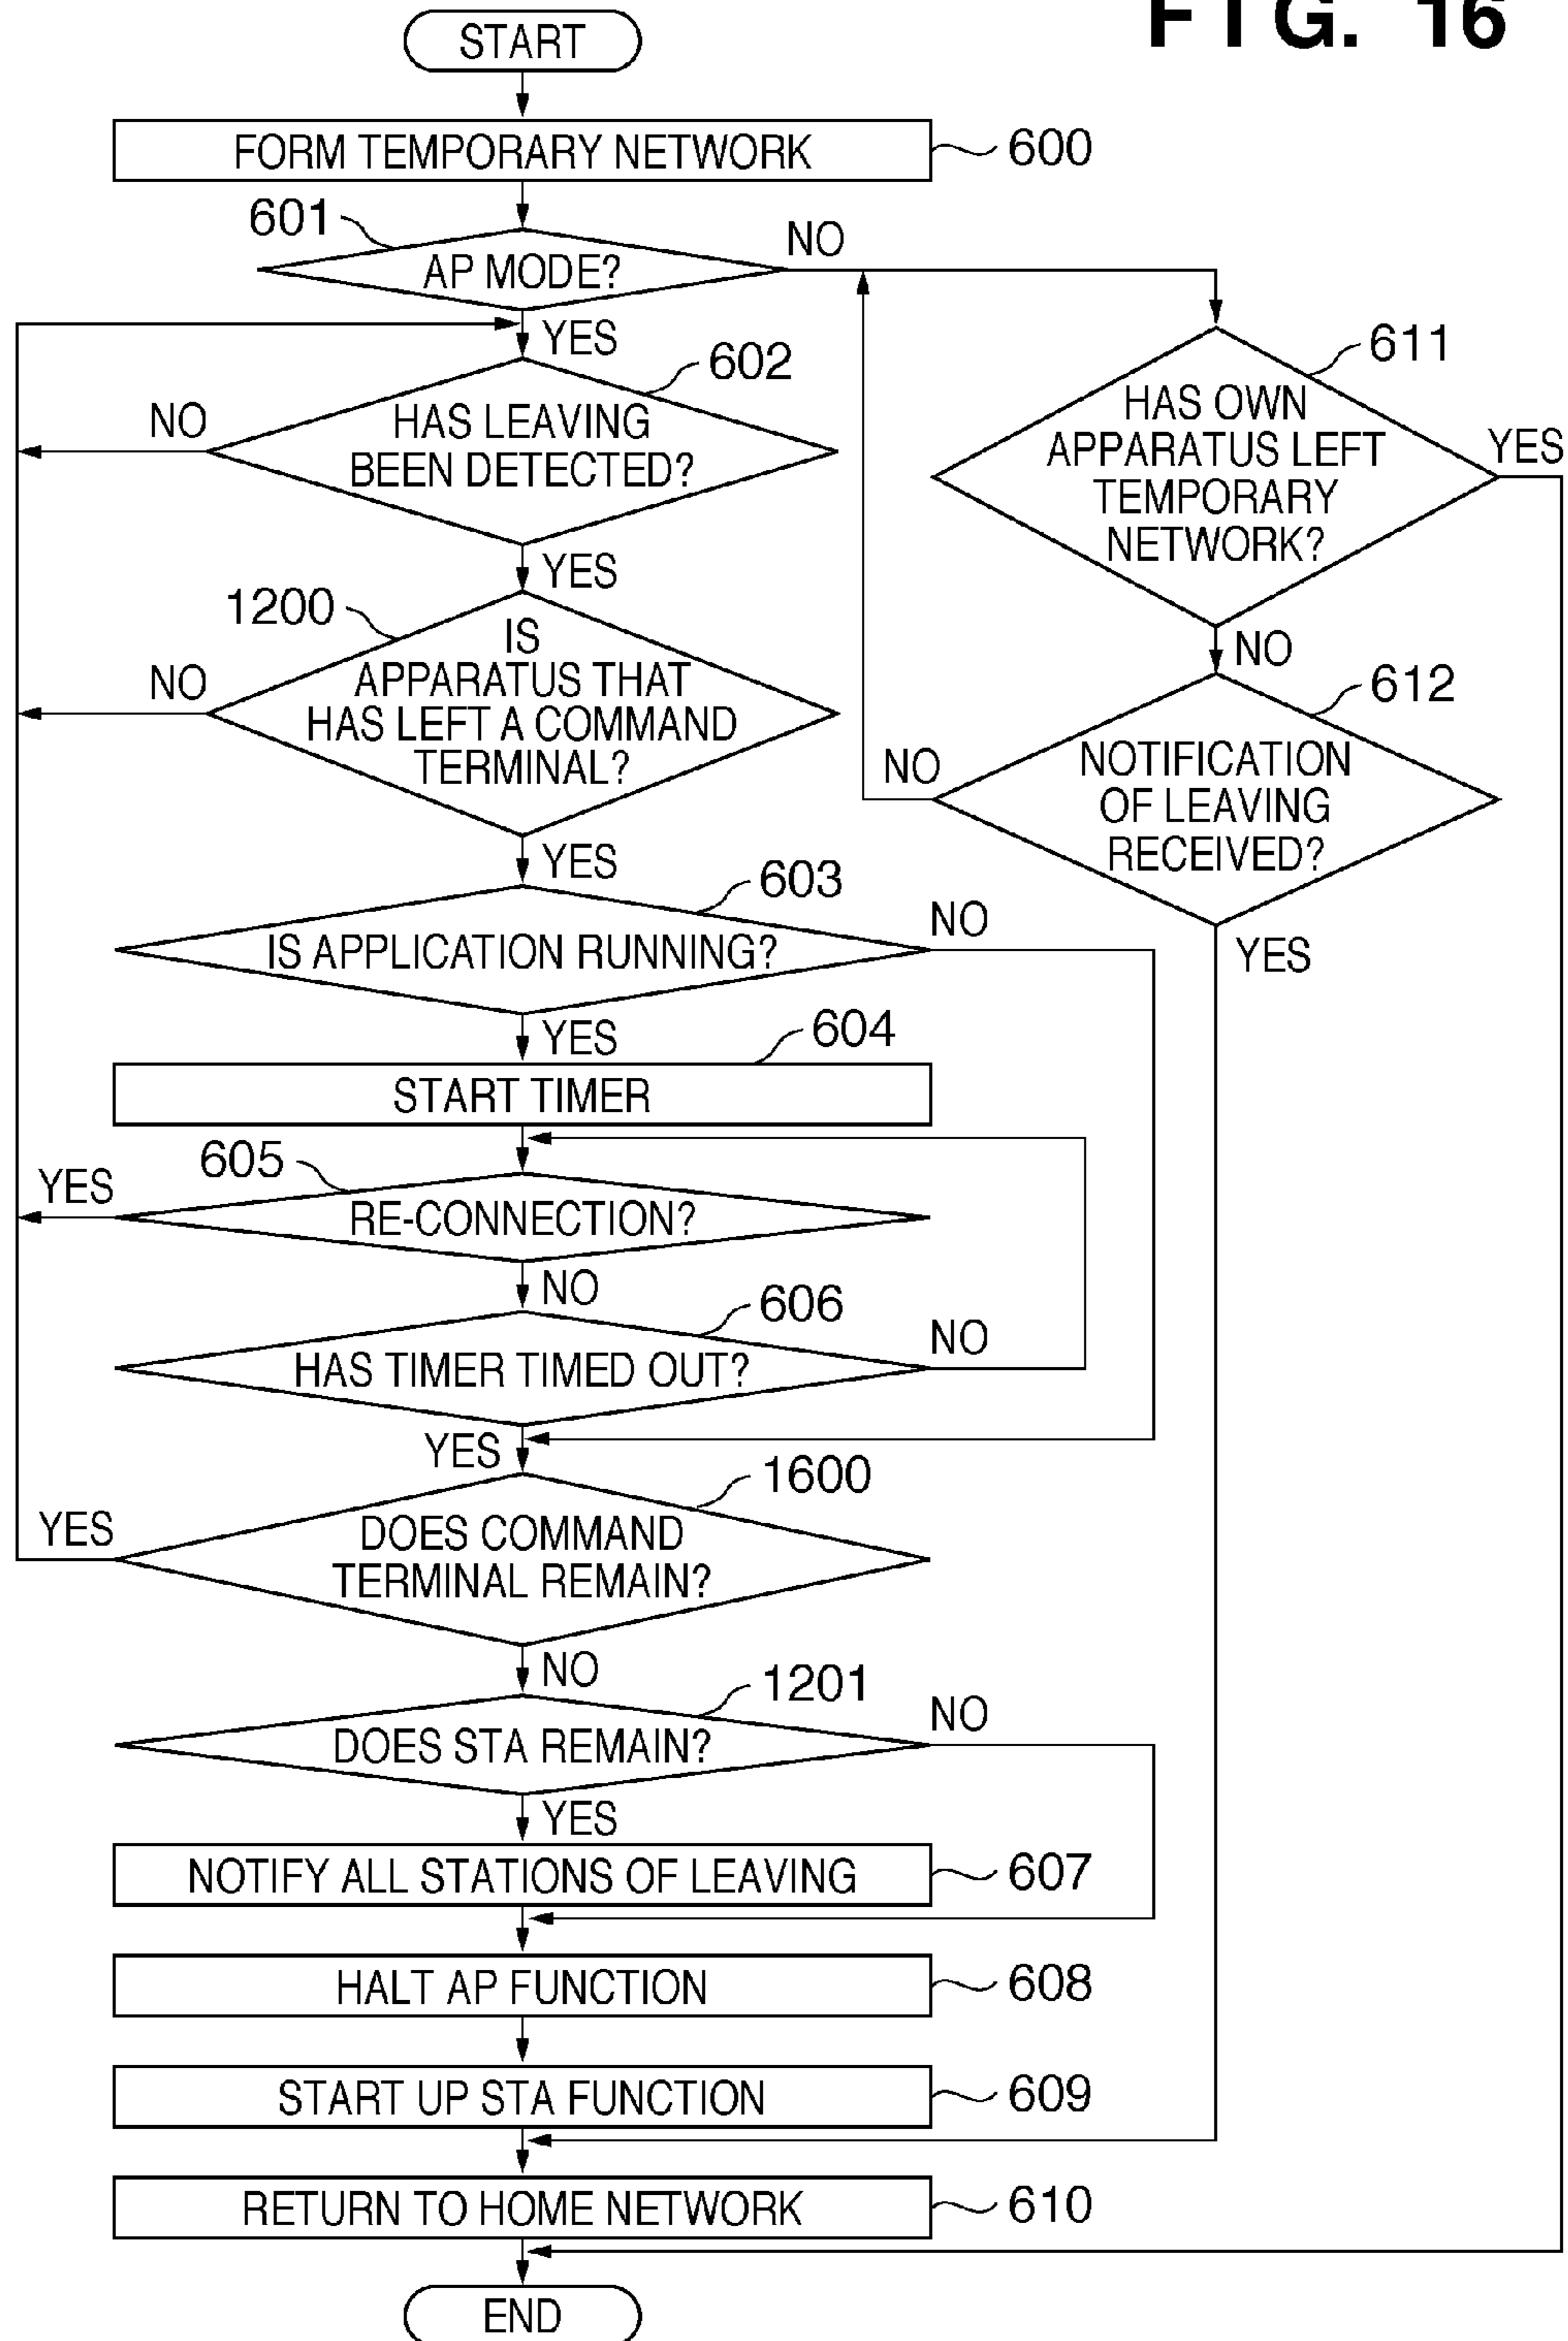 FIG. 16
START
FORM TEMPORARY NETWORK
600
601
AP MODE?
NO
YES
602
HAS LEAVING
BEEN DETECTED?
NO
YES
611
HAS OWN
APPARATUS LEFT
TEMPORARY
NETWORK?
YES
NO
1200
IS
APPARATUS THAT
HAS LEFT A COMMAND
TERMINAL?
NO
YES
612
NOTIFICATION
OF LEAVING
RECEIVED?
NO
YES
603
IS APPLICATION RUNNING?
NO
YES
604
START TIMER
605
RE-CONNECTION?
YES
NO
606
HAS TIMER TIMED OUT?
NO
YES
1600
DOES COMMAND
TERMINAL REMAIN?
YES
NO
1201
DOES STA REMAIN?
NO
YES
NOTIFY ALL STATIONS OF LEAVING
607
HALT AP FUNCTION
608
START UP STA FUNCTION
609
RETURN TO HOME NETWORK
610
END